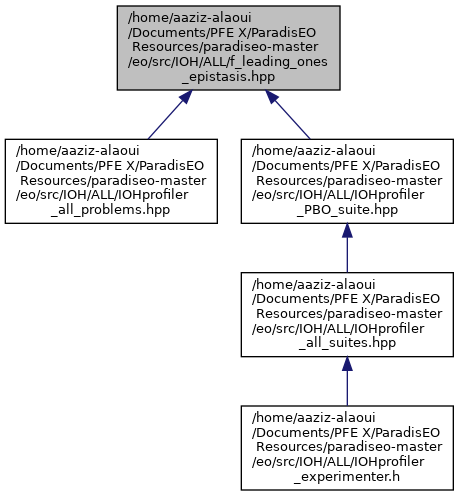 /home/aaziz-alaoui
/Documents/PFE X/ParadisEO
Resources/paradiseo-master
/eo/src/IOH/ALL/f_leading_ones
_epistasis.hpp
/home/aaziz-alaoui
/Documents/PFE X/ParadisEO
Resources/paradiseo-master
/eo/src/IOH/ALL/IOHprofiler
_all_problems.hpp
/home/aaziz-alaoui
/Documents/PFE X/ParadisEO
Resources/paradiseo-master
/eo/src/IOH/ALL/IOHprofiler
_PBO_suite.hpp
/home/aaziz-alaoui
/Documents/PFE X/ParadisEO
Resources/paradiseo-master
/eo/src/IOH/ALL/IOHprofiler
_all_suites.hpp
/home/aaziz-alaoui
/Documents/PFE X/ParadisEO
Resources/paradiseo-master
/eo/src/IOH/ALL/IOHprofiler
_experimenter.h